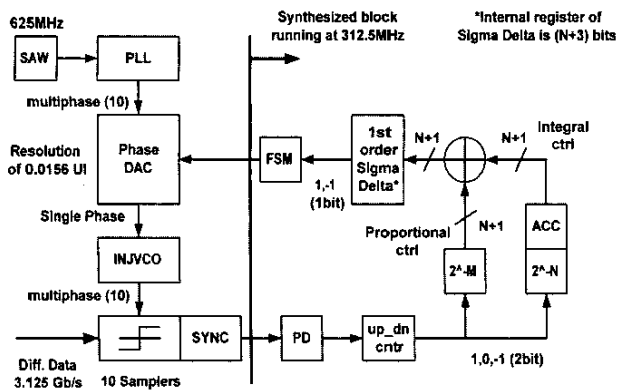 625MHz
SAW
PLL
multiphase (10)
Resolution
of 0.0156 UI
Phase
DAC
Single Phase
INJVCO
multiphase (10)
SYNC
Diff. Data
3.125 Gb/s
10 Samplers
Synthesized block
running at 312.5MHz
*Internal register of
Sigma Delta is (N+3) bits
FSM
1,-1
(1bit)
1st
order
Sigma
Delta*
N+1
N+1
Integral
ctrl
Proportional
ctrl
N+1
ACC
2^-M
2^-N
PD
up_dn
cntr
1,0,-1 (2bit)